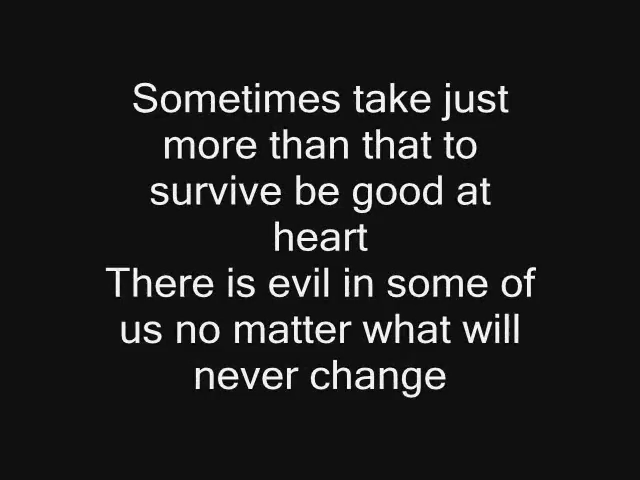 Sometimes take just
more than that to
survive be good at
heart
There is evil in some of
us no matter what will
never change